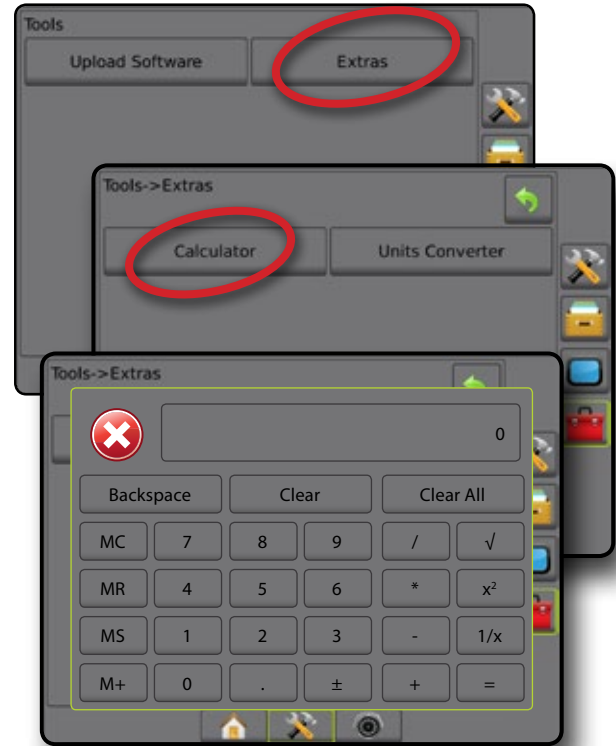 Tools
Upload Software Extras
Tools->Extras
Calculator Units Converter
Tools->Extras
0
Backspace Clear Clear All
MC 7 8 9 / √
MR 4 5 6 * x²
MS 1 2 3 - 1/x
M+ 0 . ± + =